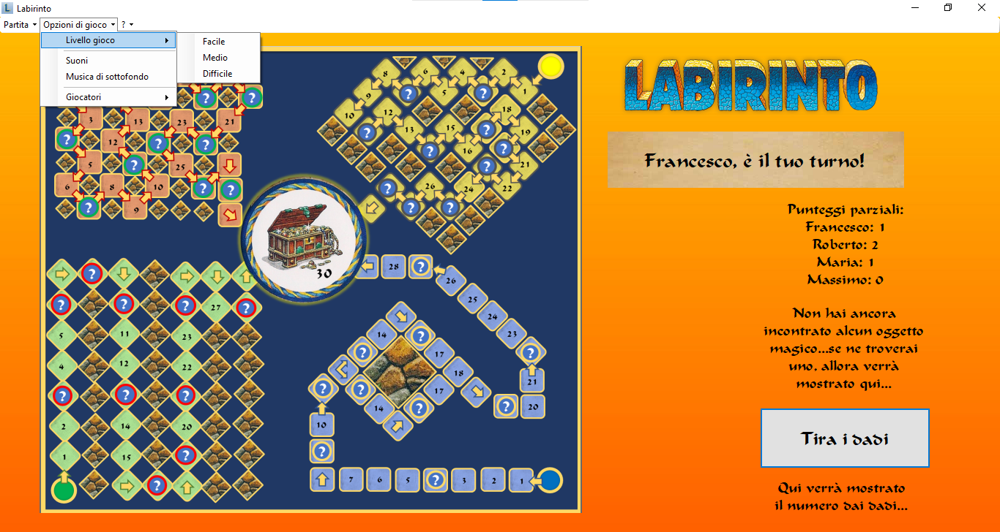 Labirinto
Partita Opzioni di gioco ?
Livello gioco
Facile
Medio
Difficile
Suoni
Musica di sottofondo
Giocatori
? ?
3 13 23 21
? 12 ? ?
5 ? 25
6 8 10 ? ?
? 9
8 6 4 2
9 ? 5 ? 1
10 12 18
? 13 15 ? 19
? 16 ? 21
? 26 24 22
? ?
30
?
? ? ? 27 ?
5 11 23
4 12 22
? ? ?
2 14 20
1 15 ?
?
28 ? 26
25
24
14 ? 23
? 17 ?
18 21
? ? 17 ? 20
14 ?
10
?
7 6 5 ? 3 2 1
LABIRINTO
Francesco, è il tuo turno!
Punteggi parziali:
Francesco: 1
Roberto: 2
Maria: 1
Massimo: 0
Non hai ancora
incontrato alcun oggetto
magico...se ne troverai
uno, allora verrà
mostrato qui...
Tira i dadi
Qui verrà mostrato
il numero dai dadi...